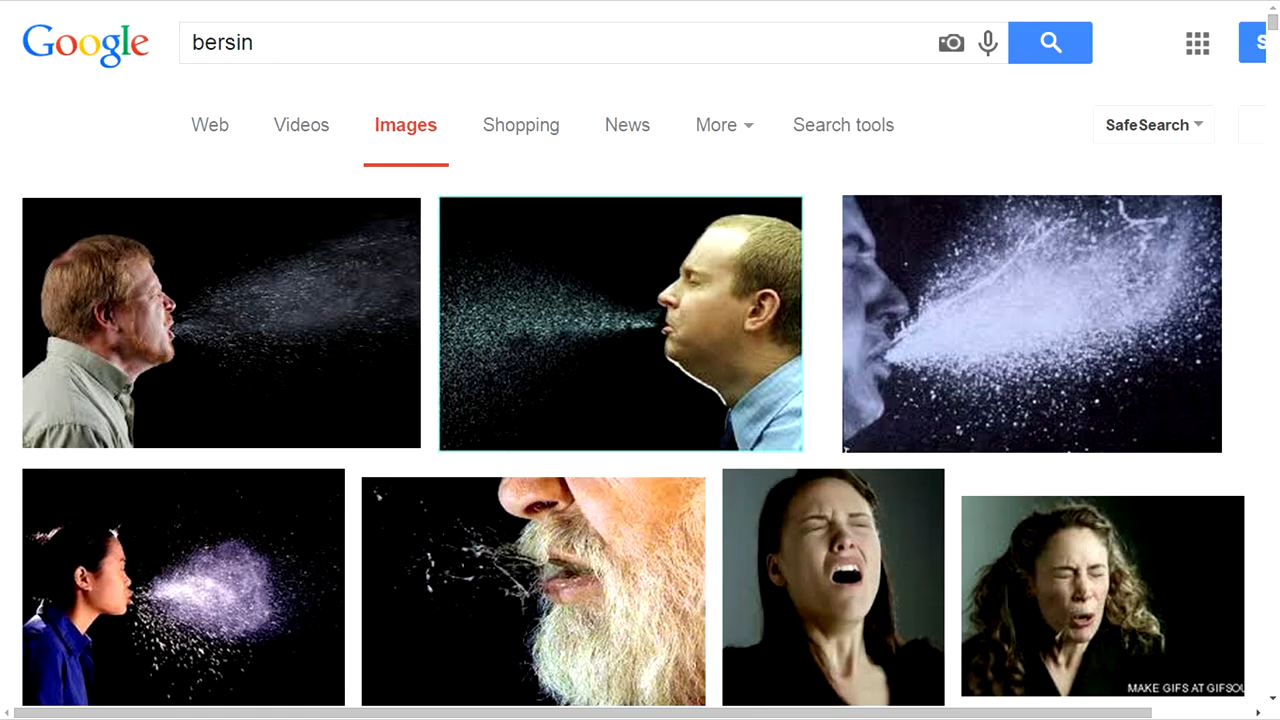 Google bersin
Web Videos Images Shopping News More Search tools SafeSearch
MAKE GIFS AT GIFSOU